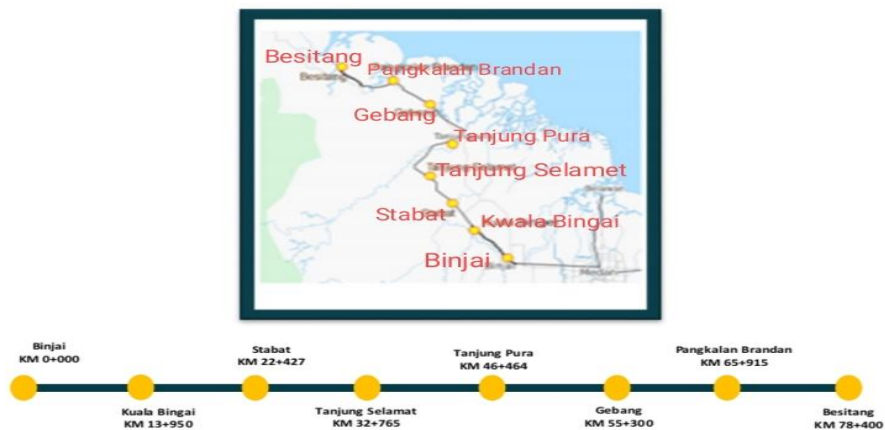 Besitang
Besitang
Pangkalan Brandan
Gebang
Tanjung Pura
Tanjung Selamet
Stabat
Kwala Bingai
Binjai
Medan
Binjai
KM 0+000
Kuala Bingai
KM 13+950
Stabat
KM 22+427
Tanjung Selamat
KM 32+765
Tanjung Pura
KM 46+464
Gebang
KM 55+300
Pangkalan Brandan
KM 65+915
Besitang
KM 78+400